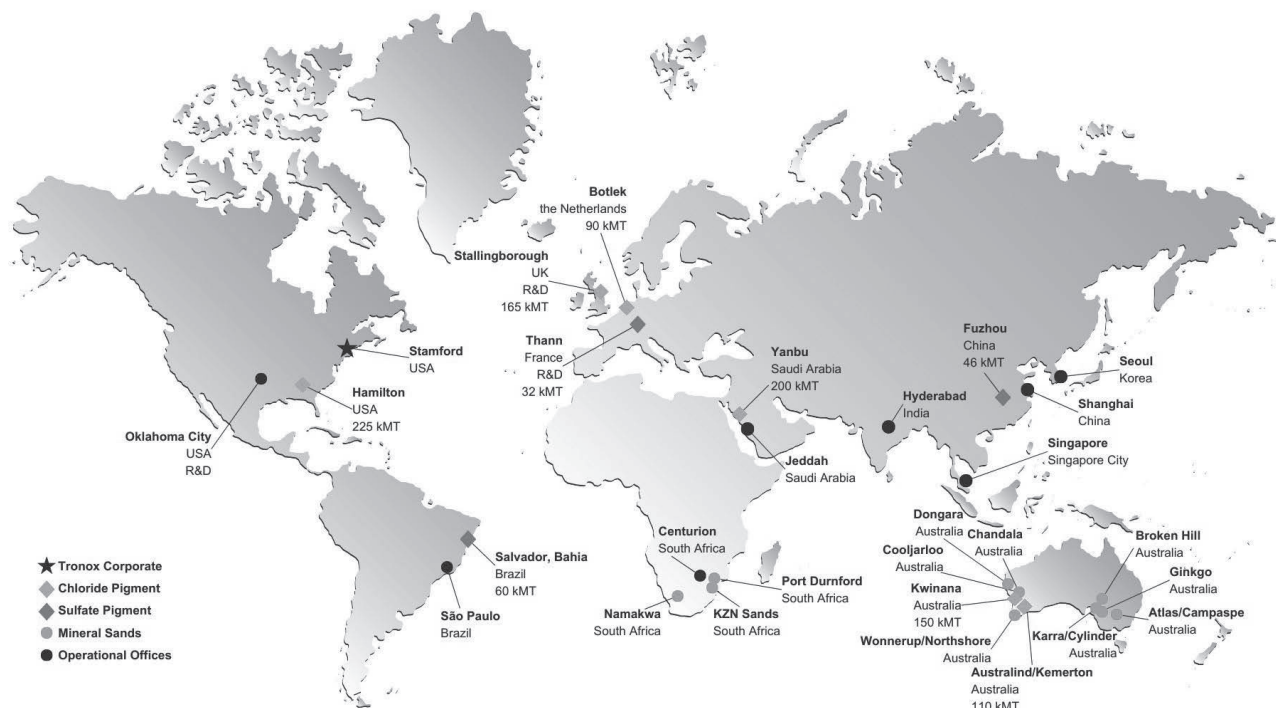 Botlek
the Netherlands
90 kMT
Stallingborough
UK
R&D
165 kMT
Thann
France
R&D
32 kMT
Stamford
USA
Hamilton
USA
225 kMT
Oklahoma City
USA
R&D
Yanbu
Saudi Arabia
200 kMT
Jeddah
Saudi Arabia
Hyderabad
India
Fuzhou
China
46 kMT
Seoul
Korea
Shanghai
China
Singapore
Singapore City
Salvador, Bahia
Brazil
60 kMT
São Paulo
Brazil
Centurion
South Africa
Port Durnford
South Africa
Namakwa
South Africa
KZN Sands
South Africa
Dongara
Australia
Chandala
Australia
Cooljarloo
Australia
Kwinana
Australia
150 kMT
Wonnerup/Northshore
Australia
Australind/Kemerton
Australia
110 kMT
Broken Hill
Australia
Ginkgo
Australia
Atlas/Campaspe
Australia
Karra/Cylinder
Australia
Tronox Corporate
Chloride Pigment
Sulfate Pigment
Mineral Sands
Operational Offices